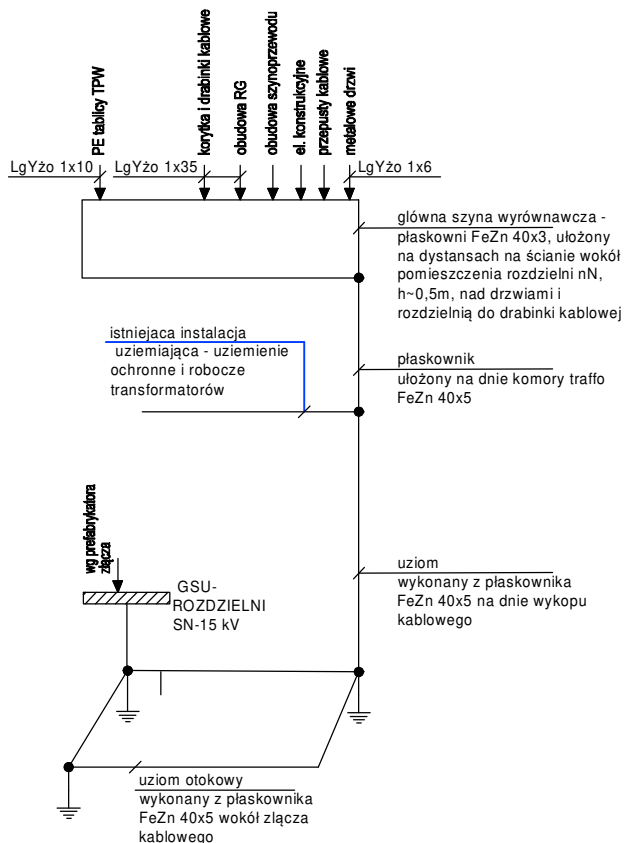 PE tablicy TPW
korytka i drabinki kablowe
obudowa RG
obudowa szynoprzewodu
el. konstrukcyjne
przepusty kablowe
metalowe drzwi
LgYżo 1x10
LgYżo 1x35
LgYżo 1x6
główna szyna wyrównawcza -
płaskowni FeZn 40x3, ułożony
na dystansach na ścianie wokół
pomieszczenia rozdzielni nN,
h~0,5m, nad drzwiami i
rozdzielnią do drabinki kablowej
istniejaca instalacja
uziemiająca - uziemienie
ochronne i robocze
transformatorów
płaskownik
ułożony na dnie komory traffo
FeZn 40x5
wg prefabrykatora
złącza
GSU-
ROZDZIELNI
SN-15 kV
uziom
wykonany z płaskownika
FeZn 40x5 na dnie wykopu
kablowego
uziom otokowy
wykonany z płaskownika
FeZn 40x5 wokół zlącza
kablowego